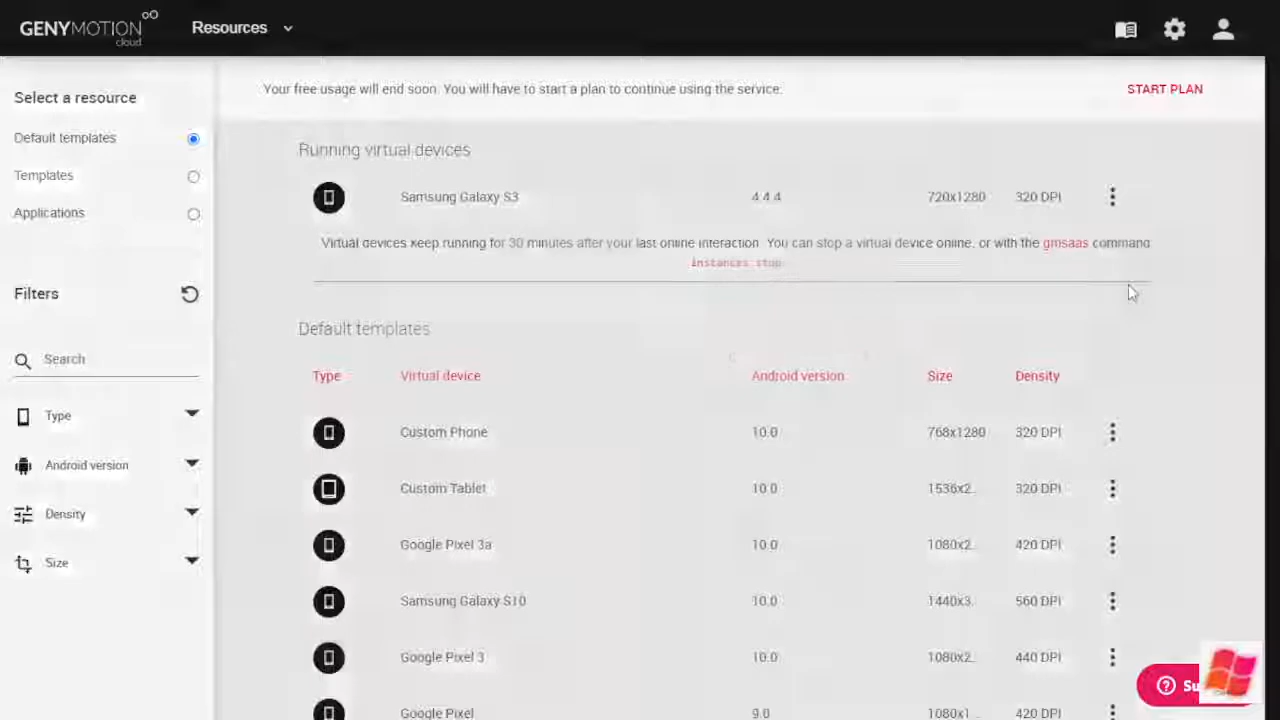 GENYMOTION
cloud
Resources
Select a resource
Default templates
Templates
Applications
Filters
Search
Type
Android version
Density
Size
Your free usage will end soon. You will have to start a plan to continue using the service.
START PLAN
Running virtual devices
Samsung Galaxy S3 4.4.4 720x1280 320 DPI
Virtual devices keep running for 30 minutes after your last online interaction. You can stop a virtual device online, or with the gmsaas command
instances stop
Default templates
Type Virtual device Android version Size Density
Custom Phone 10.0 768x1280 320 DPI
Custom Tablet 10.0 1536x2.. 320 DPI
Google Pixel 3a 10.0 1080x2.. 420 DPI
Samsung Galaxy S10 10.0 1440x3.. 560 DPI
Google Pixel 3 10.0 1080x2.. 440 DPI
Google Pixel 9.0 1080x1.. 420 DPI
Su